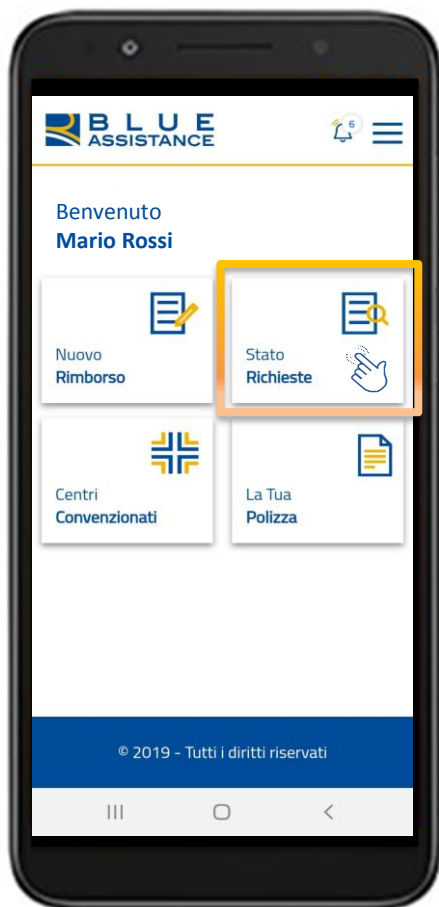 BLUE
ASSISTANCE
6
Benvenuto
Mario Rossi
Nuovo
Rimborso
Stato
Richieste
Centri
Convenzionati
La Tua
Polizza
© 2019 - Tutti i diritti riservati